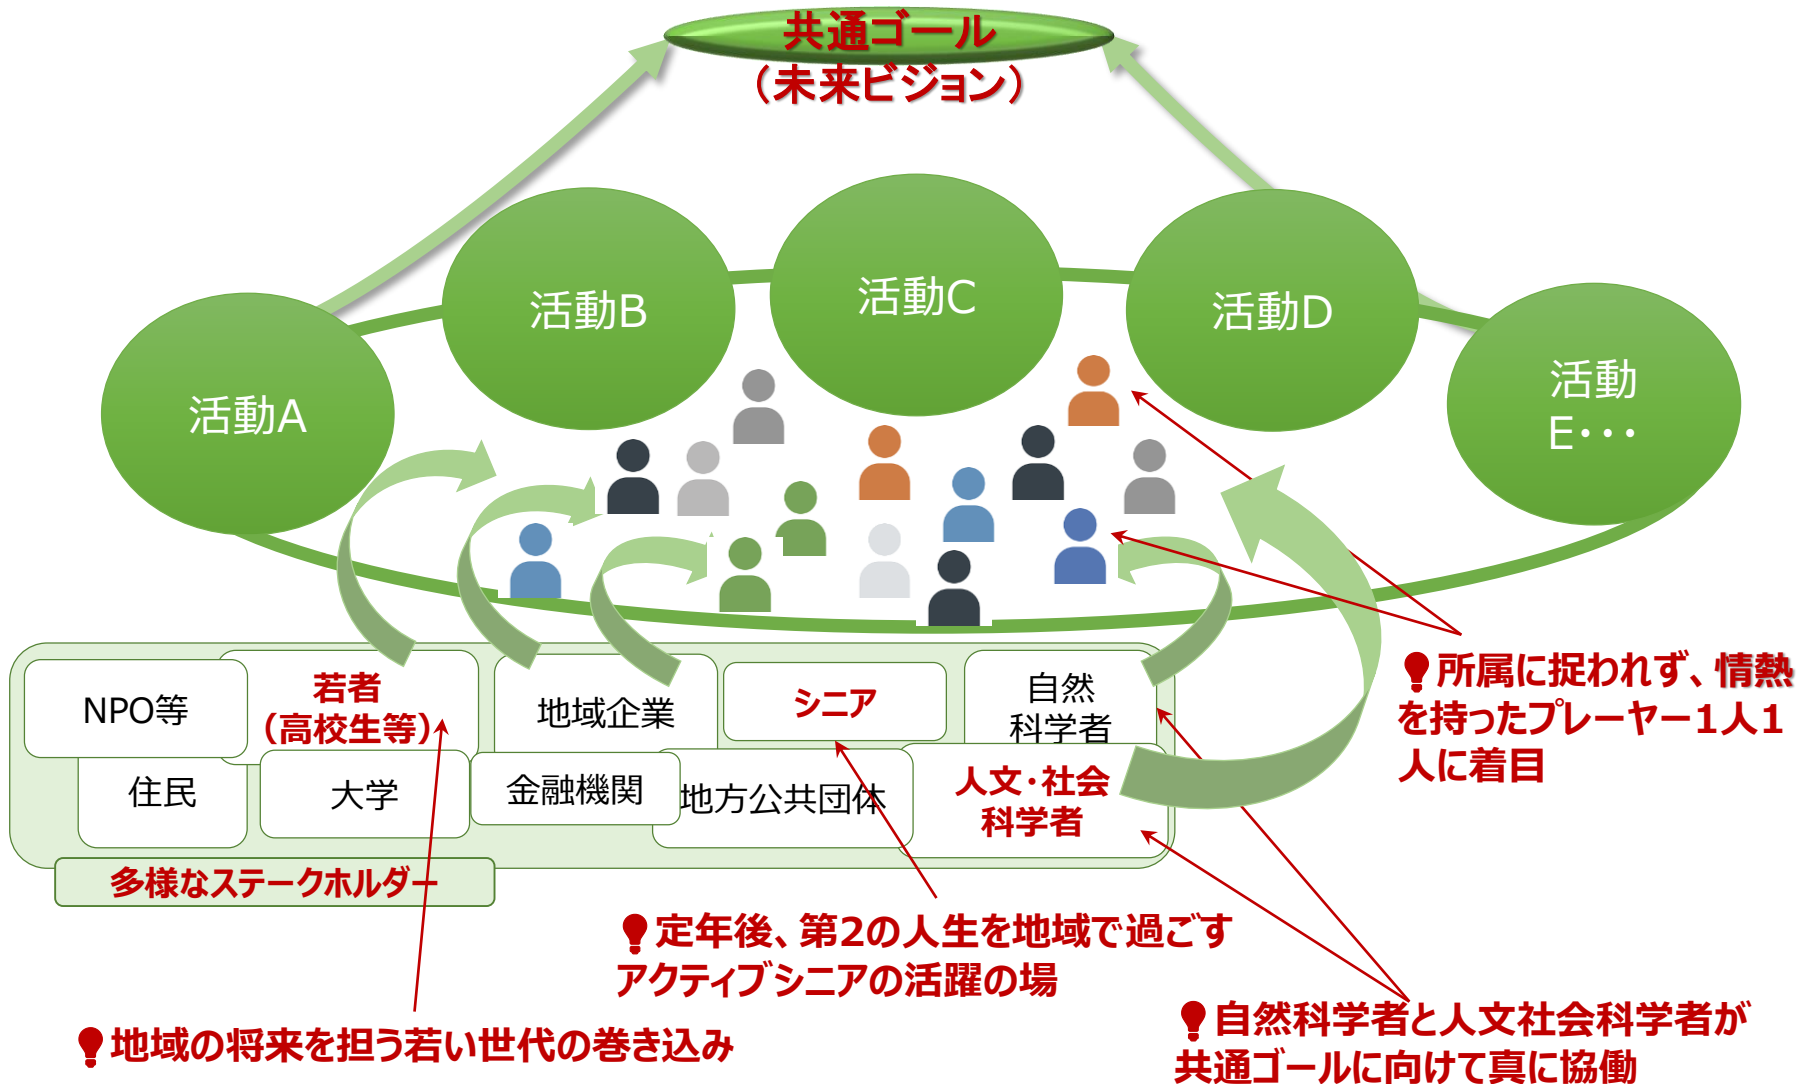 共通ゴール
（未来ビジョン）
活動A
活動B
活動C
活動D
活動
E・・・
NPO等
若者
（高校生等）
地域企業
シニア
自然
科学者
住民
大学
金融機関
地方公共団体
人文・社会
科学者
多様なステークホルダー
所属に捉われず、情熱
を持ったプレーヤー1人1
人に着目
定年後、第2の人生を地域で過ごす
アクティブシニアの活躍の場
地域の将来を担う若い世代の巻き込み
自然科学者と人文社会科学者が
共通ゴールに向けて真に協働